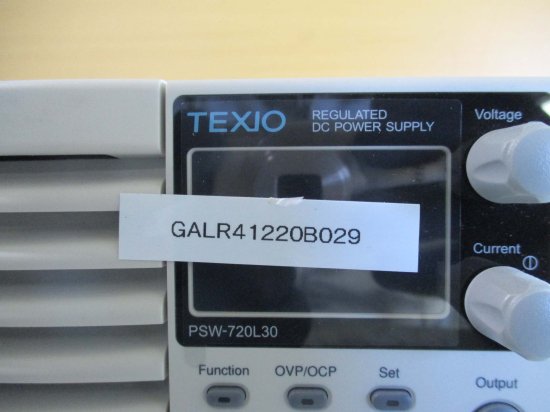 TEXIO
REGULATED
DC POWER SUPPLY
Voltage
GALR41220B029
Current
PSW-720L30
Function
OVP/OCP
Set
Output